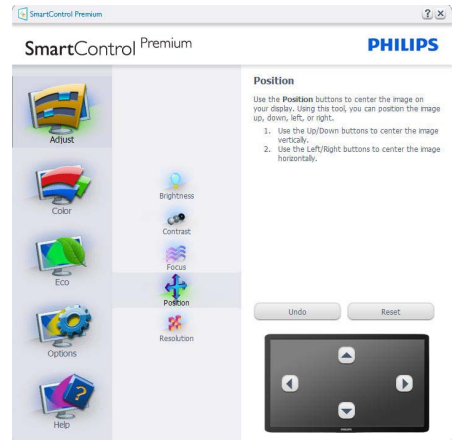 SmartControl Premium
SmartControl Premium
PHILIPS
Adjust
Color
Eco
Options
Help
Brightness
Contrast
Focus
Position
Resolution
Position
Use the Position buttons to center the image on
your display. Using this tool, you can position the image
up, down, left, or right.
1. Use the Up/Down buttons to center the image
vertically.
2. Use the Left/Right buttons to center the image
horizontally.
Undo
Reset
PHILIPS